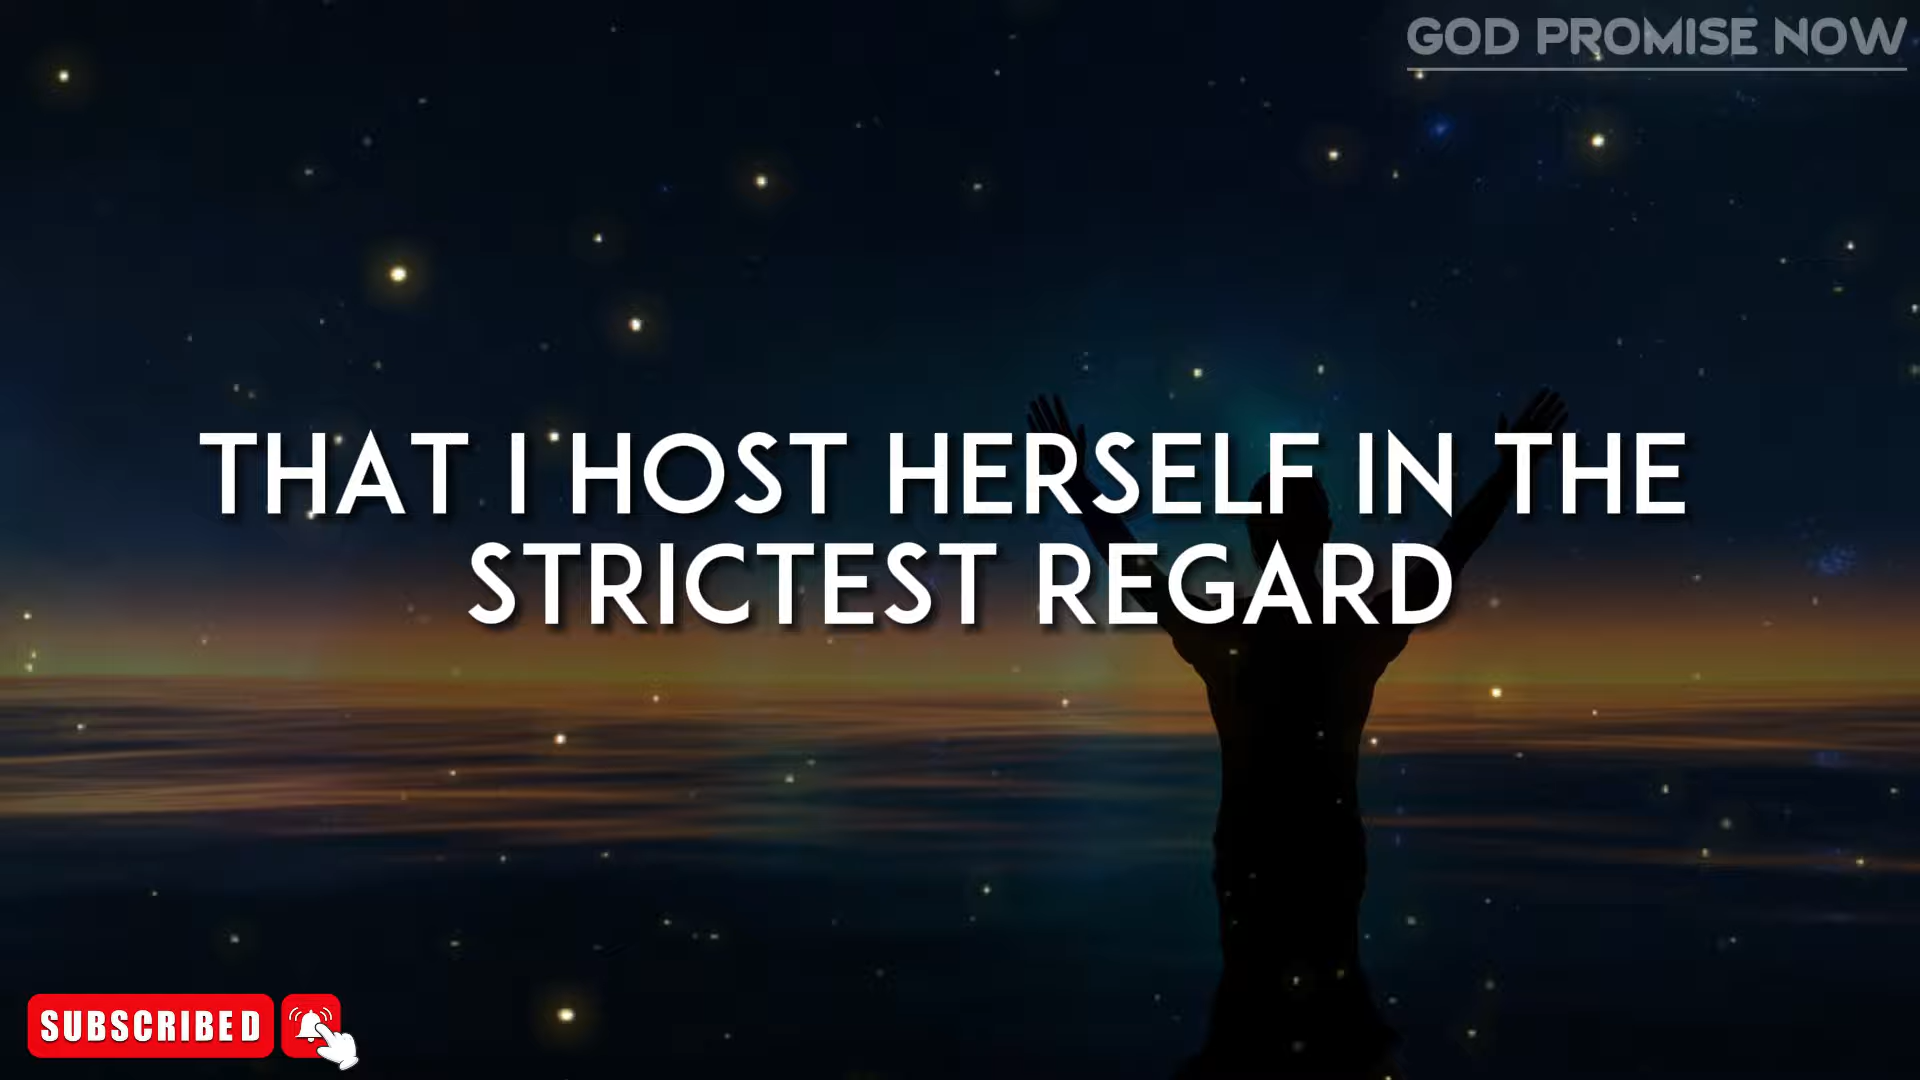 GOD PROMISE NOW
THAT I HOST HERSELF IN THE
STRICTEST REGARD
SUBSCRIBED